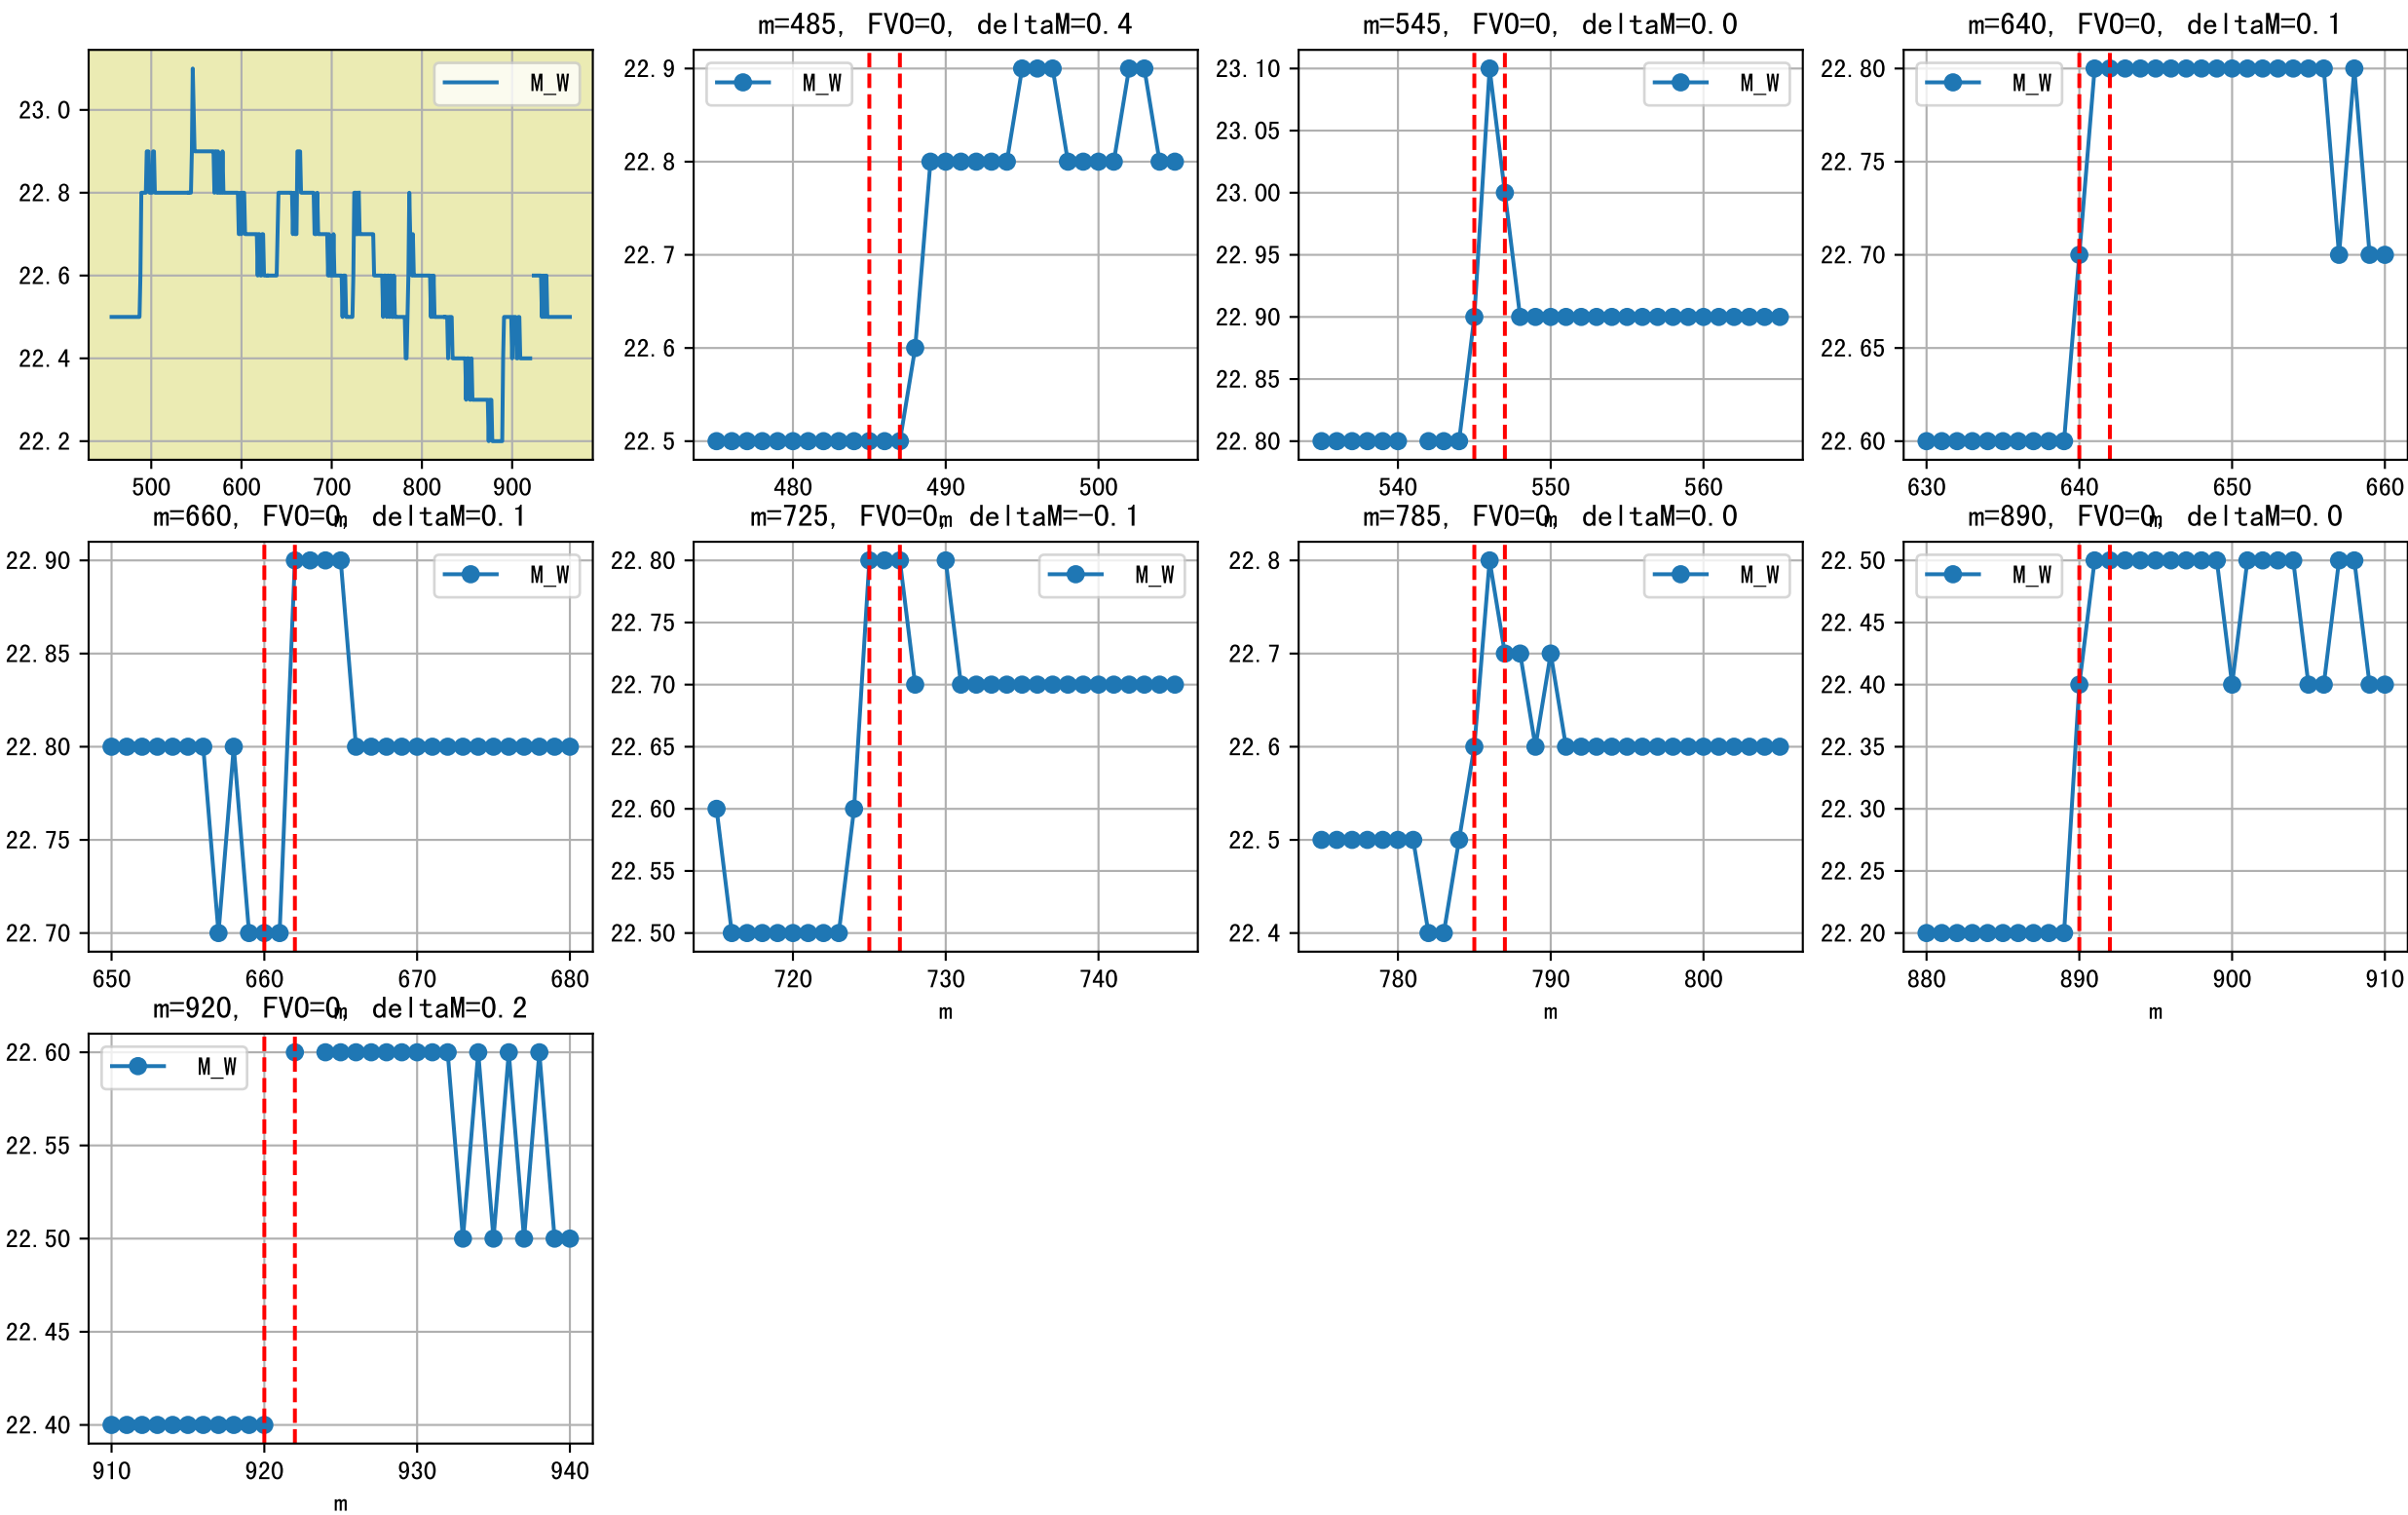 m=485, FVO=0, deltaM=0.4
m=545, FVO=0, deltaM=0.0
m=640, FVO=0, deltaM=0.1
M_W
23.0
22.8
22.6
22.4
22.2
500 600 700 800 900
m
M_W
22.9
22.8
22.7
22.6
22.5
480 490 500
m
M_W
23.10
23.05
23.00
22.95
22.90
22.85
22.80
540 550 560
m
M_W
22.80
22.75
22.70
22.65
22.60
630 640 650 660
m
m=660, FVO=0, deltaM=0.1
m=725, FVO=0, deltaM=-0.1
m=785, FVO=0, deltaM=0.0
m=890, FVO=0, deltaM=0.0
M_W
22.90
22.85
22.80
22.75
22.70
650 660 670 680
m
M_W
22.80
22.75
22.70
22.65
22.60
22.55
22.50
720 730 740
m
M_W
22.8
22.7
22.6
22.5
22.4
780 790 800
m
M_W
22.50
22.45
22.40
22.35
22.30
22.25
22.20
880 890 900 910
m
m=920, FVO=0, deltaM=0.2
M_W
22.60
22.55
22.50
22.45
22.40
910 920 930 940
m